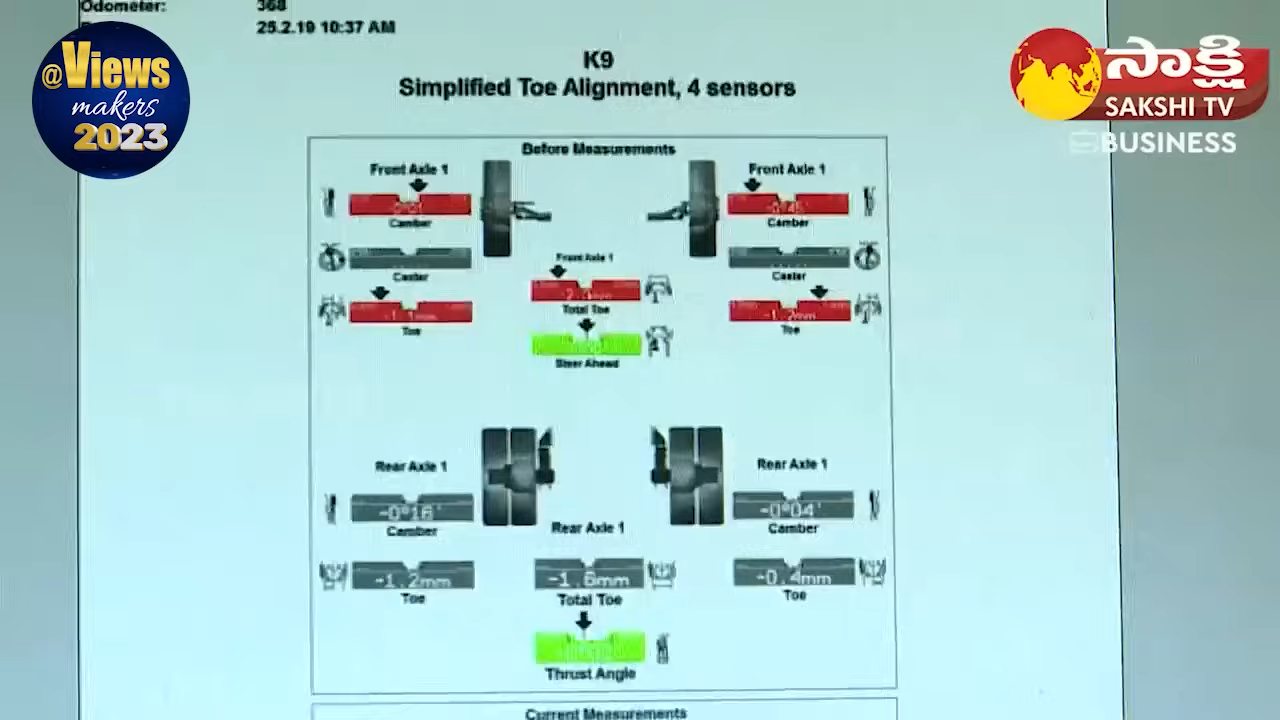 Odometer: 368
25.2.19 10:37 AM
@Views
makers
2023
సాక్షి
SAKSHI TV
BUSINESS
K9
Simplified Toe Alignment, 4 sensors
Before Measurements
Front Axle 1
Front Axle 1
Camber
Camber
Front Axle 1
Caster
Caster
Total Toe
-1.2mm
Toe
Toe
Steer Ahead
Rear Axle 1
Rear Axle 1
-0°16'
-0°04'
Camber
Camber
Rear Axle 1
-1.2mm
-1.6mm
-0.4mm
Toe
Total Toe
Toe
Thrust Angle
Current Measurements